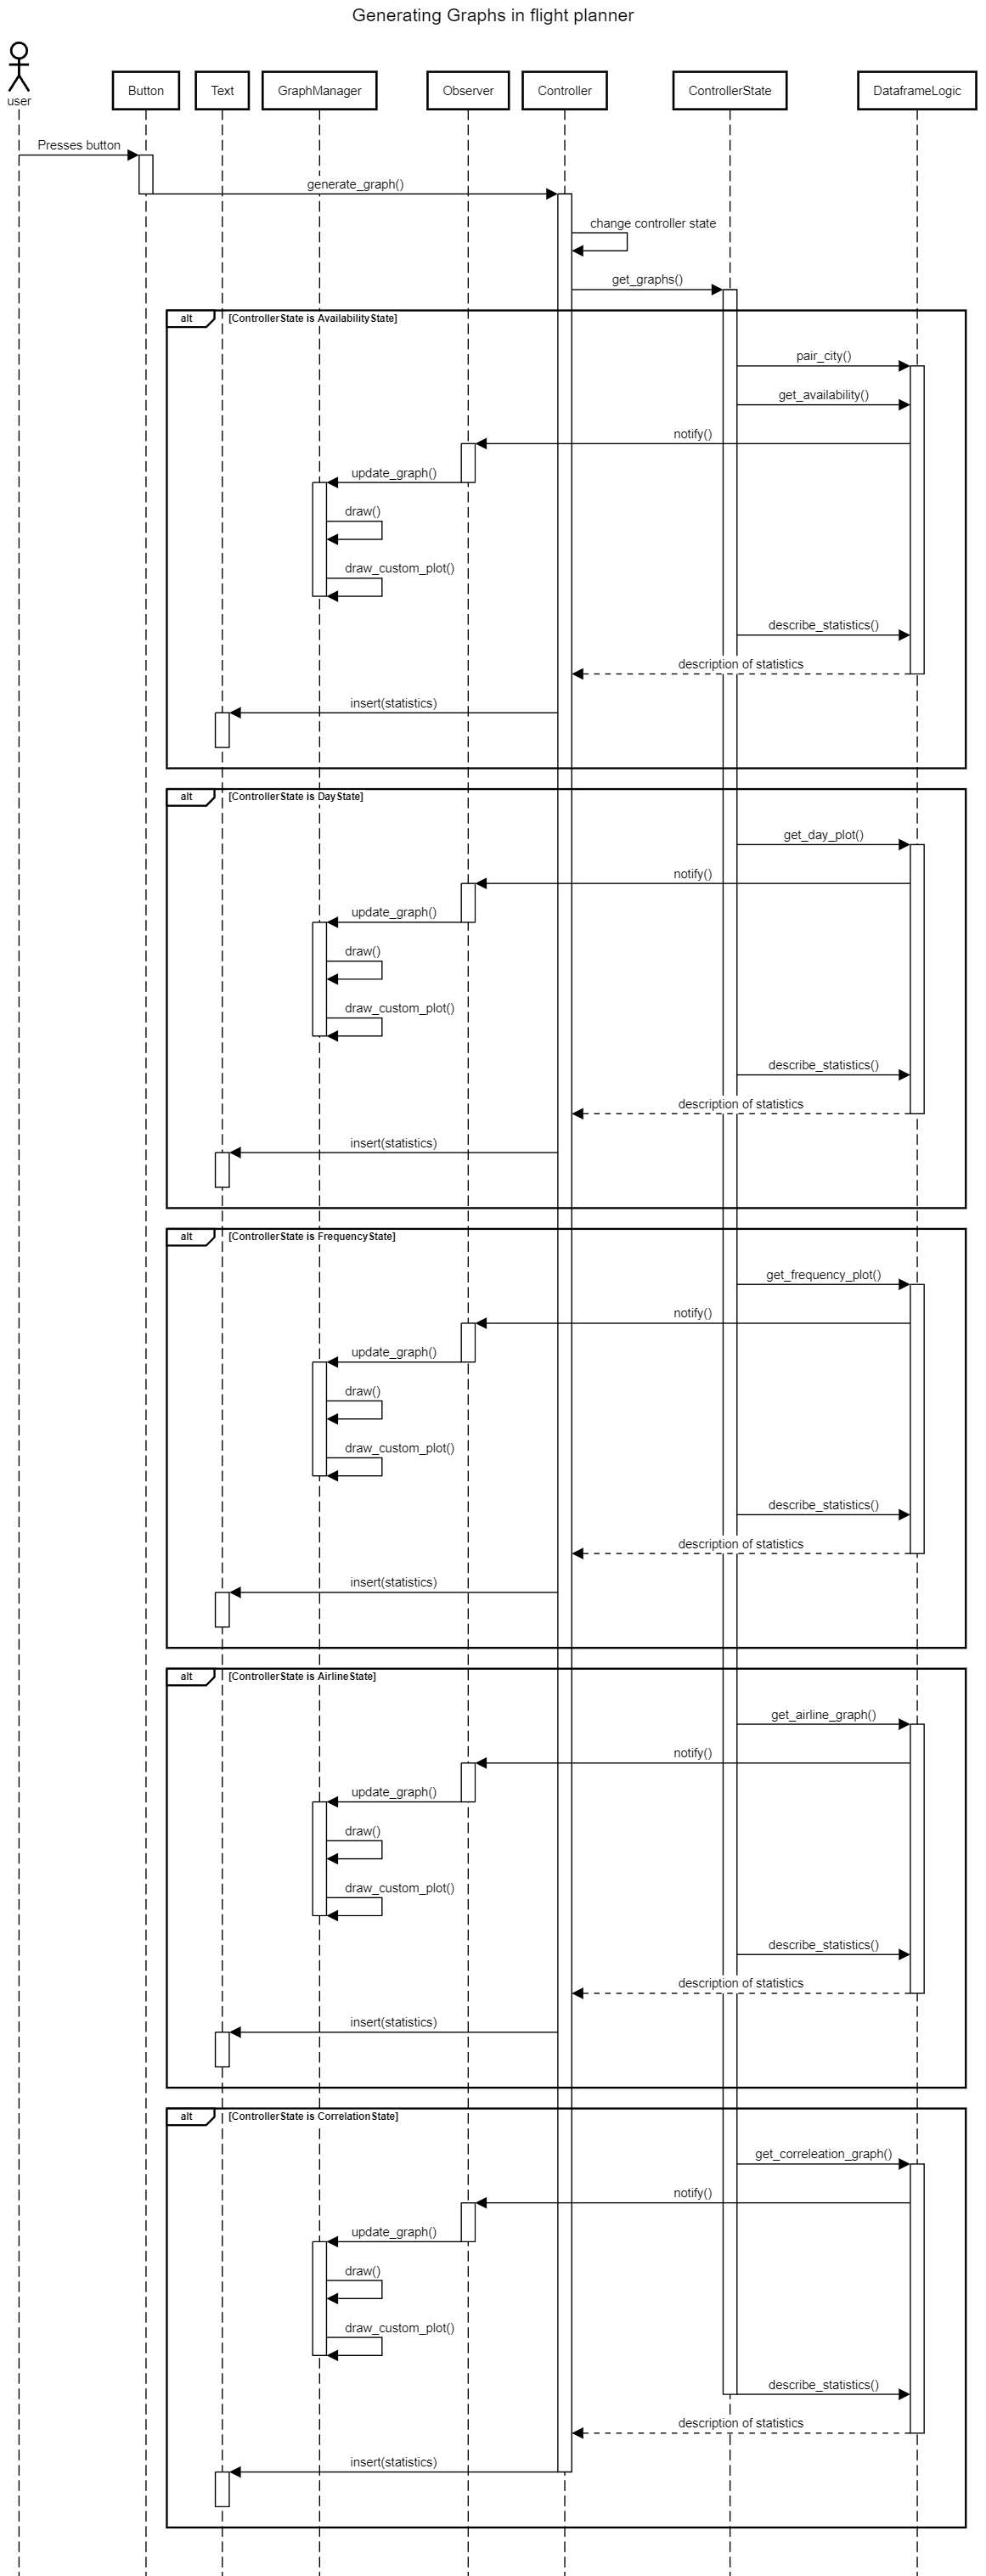 Generating Graphs in flight planner
user
Button
Text
GraphManager
Observer
Controller
ControllerState
DataframeLogic
Presses button
generate_graph()
change controller state
get_graphs()
alt [ControllerState is AvailabilityState]
pair_city()
get_availability()
notify()
update_graph()
draw()
draw_custom_plot()
describe_statistics()
description of statistics
insert(statistics)
alt [ControllerState is DayState]
get_day_plot()
notify()
update_graph()
draw()
draw_custom_plot()
describe_statistics()
description of statistics
insert(statistics)
alt [ControllerState is FrequencyState]
get_frequency_plot()
notify()
update_graph()
draw()
draw_custom_plot()
describe_statistics()
description of statistics
insert(statistics)
alt [ControllerState is AirlineState]
get_airline_graph()
notify()
update_graph()
draw()
draw_custom_plot()
describe_statistics()
description of statistics
insert(statistics)
alt [ControllerState is CorrelationState]
get_correleation_graph()
notify()
update_graph()
draw()
draw_custom_plot()
describe_statistics()
description of statistics
insert(statistics)